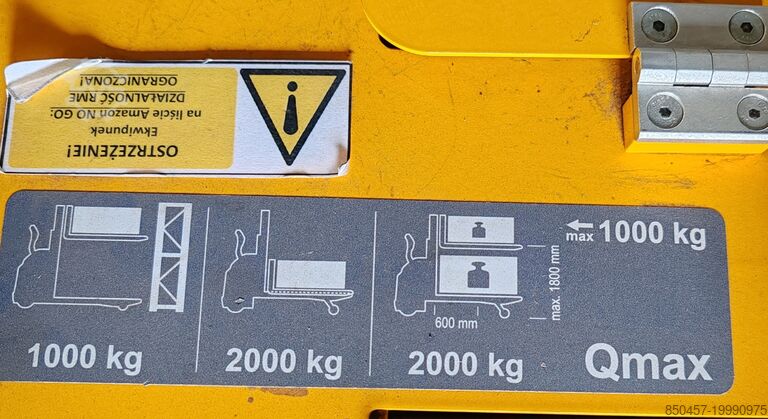 OSTRZEŻENIE!
Ekwipunek
na liście Amazon NO GO:
DZIAŁALNOŚĆ RME
OGRANICZONA!
max 1000 kg
max. 1800 mm
600 mm
1000 kg
2000 kg
2000 kg
Qmax
850457-19990975